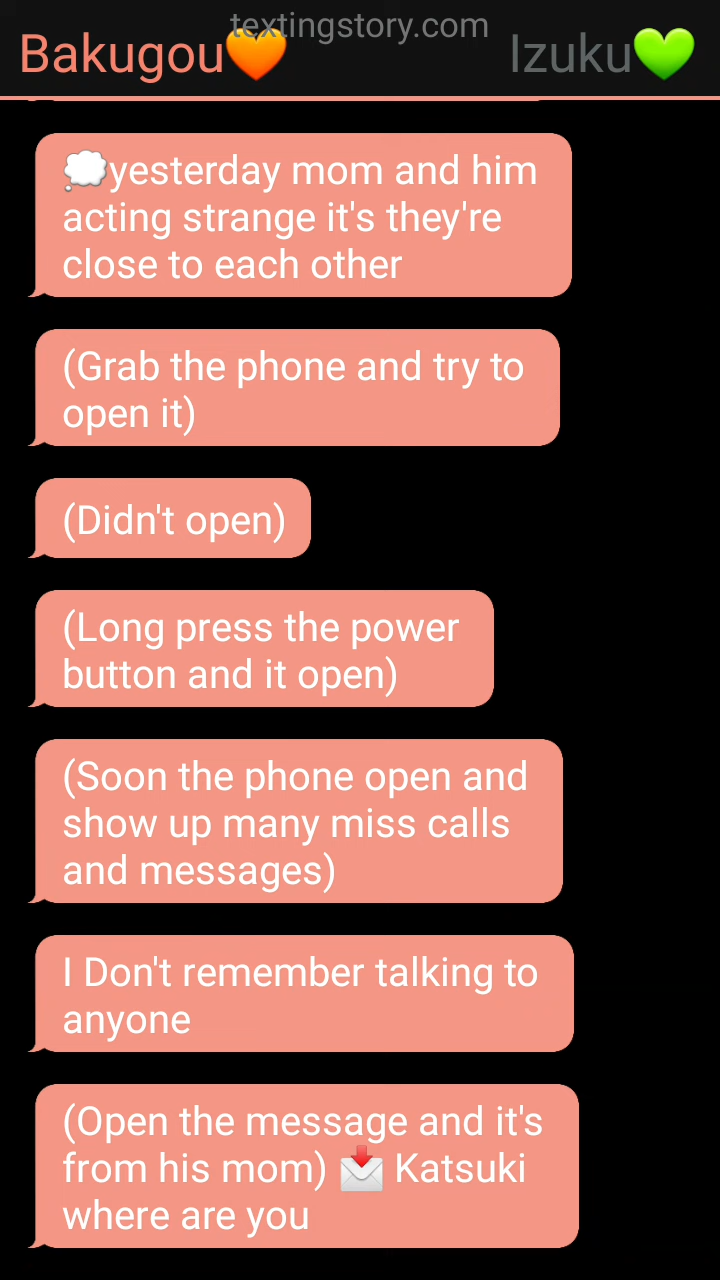 textingstory.com
Bakugou🧡 Izuku💚
💭yesterday mom and him
acting strange it's they're
close to each other
(Grab the phone and try to
open it)
(Didn't open)
(Long press the power
button and it open)
(Soon the phone open and
show up many miss calls
and messages)
I Don't remember talking to
anyone
(Open the message and it's
from his mom) 📩 Katsuki
where are you